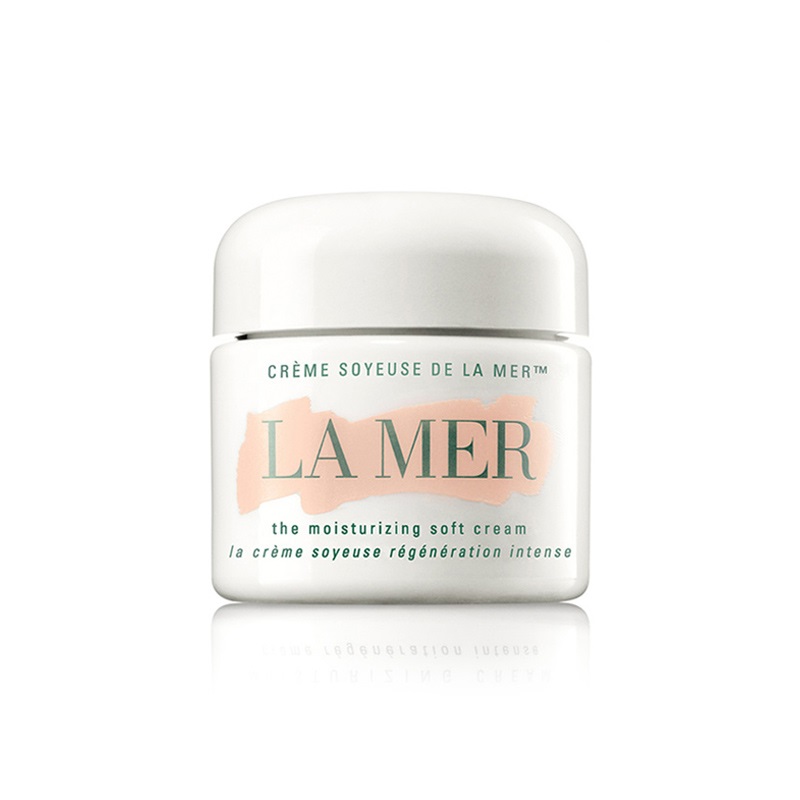 CRÈME SOYEUSE DE LA MER™
LA MER
the moisturizing soft cream
la crème soyeuse régénération intense